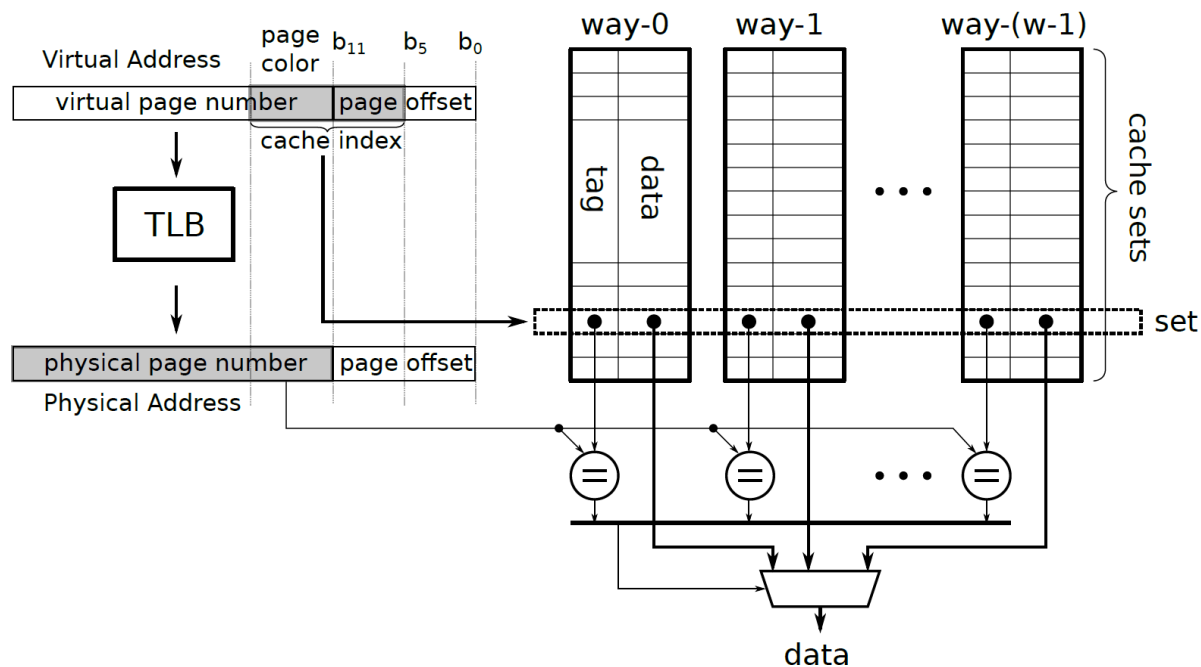 way-0 way-1 way-(w-1)
page color b₁₁ b₅ b₀
Virtual Address
virtual page number page offset
cache index
TLB
tag data
cache sets
set
physical page number page offset
Physical Address
= = =
data